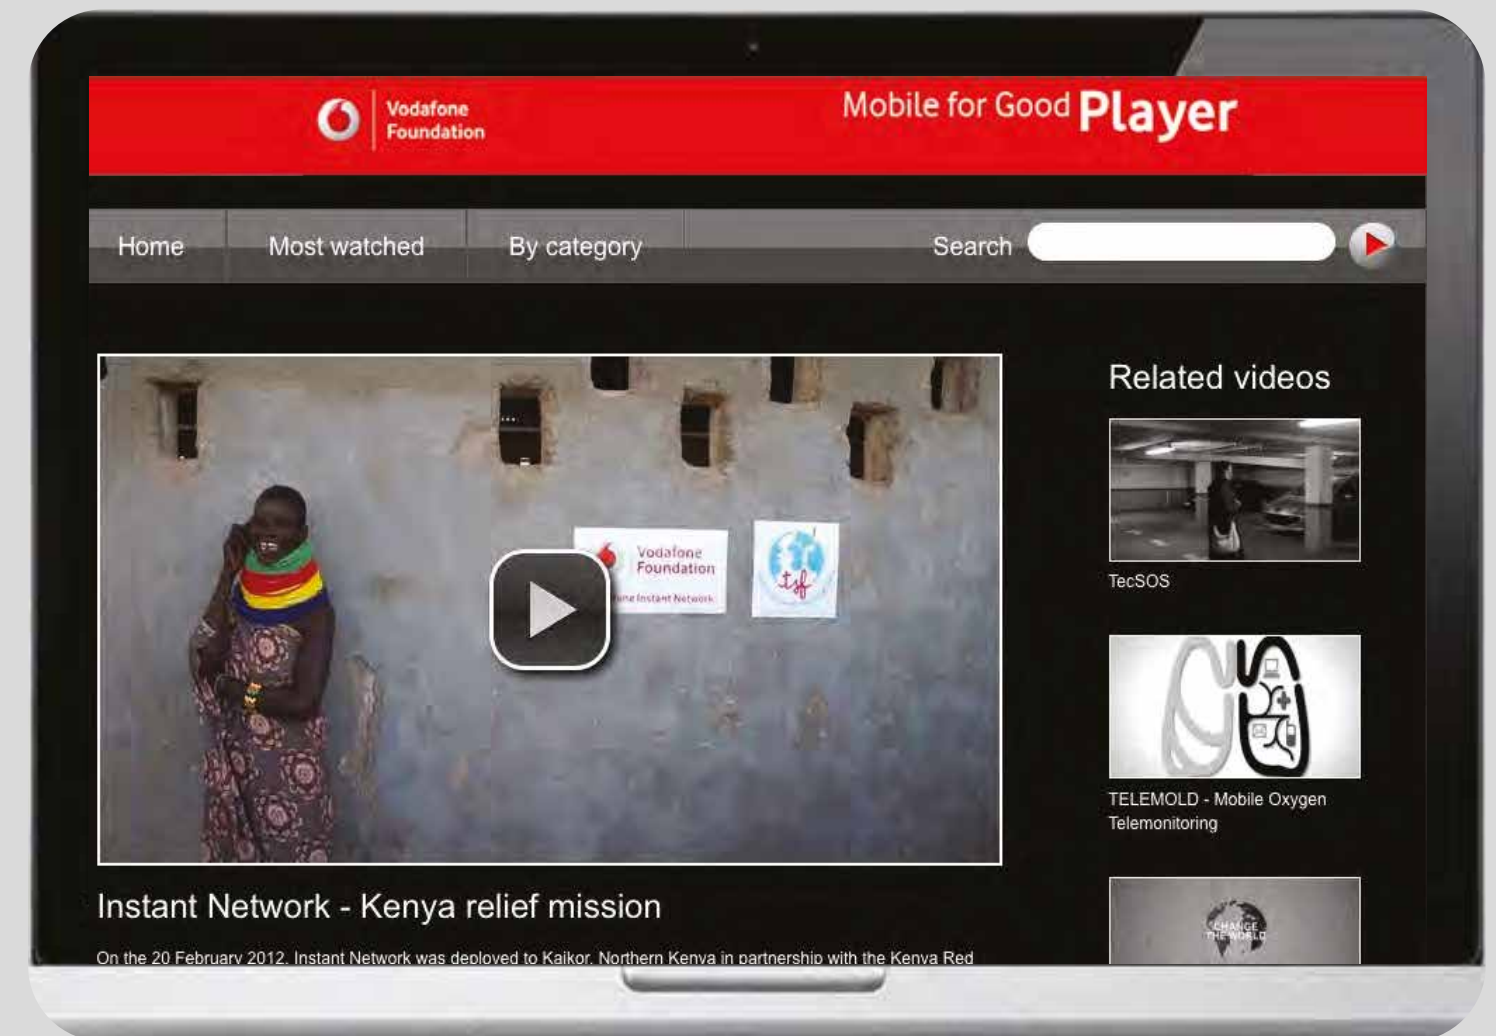 Vodafone
Foundation
Mobile for Good Player
Home
Most watched
By category
Search
Related videos
Vodafone
Foundation
Instant Network
tsf
TecSOS
TELEMOLD - Mobile Oxygen
Telemonitoring
CHANGE
THE WORLD
Instant Network - Kenya relief mission
On the 20 February 2012, Instant Network was deployed to Kaikor, Northern Kenya in partnership with the Kenya Red